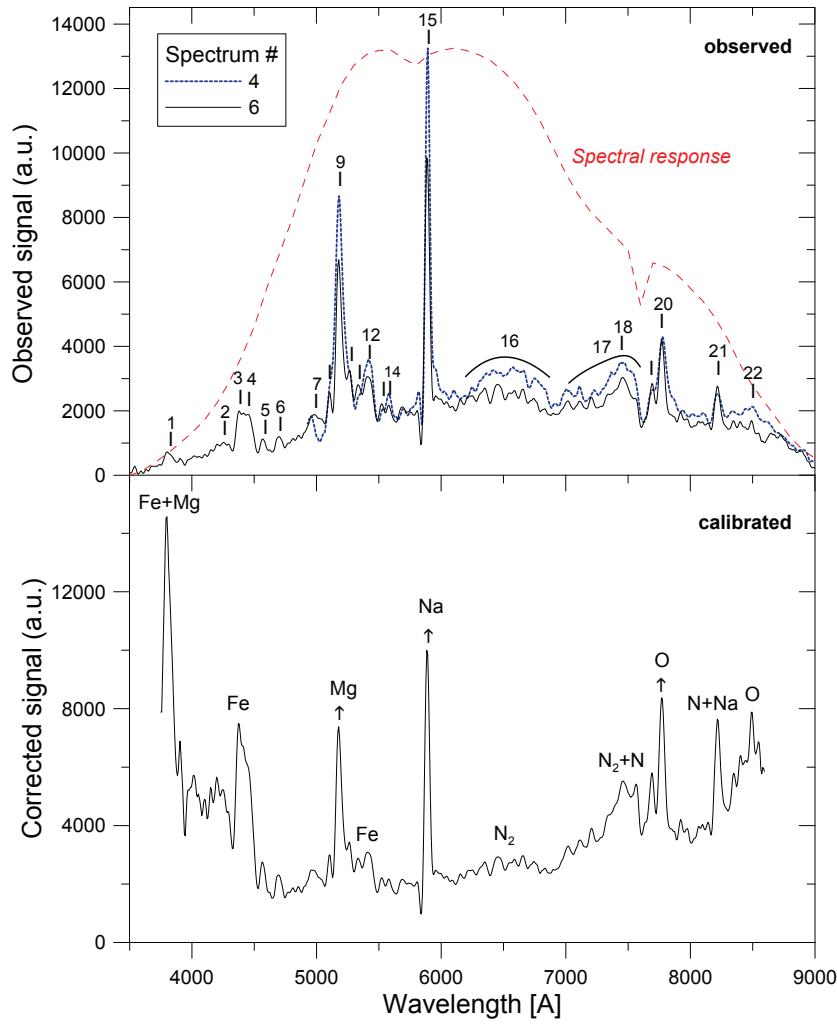 14000
12000
10000
8000
6000
4000
2000
0
Observed signal (a.u.)
Spectrum #
4
6
observed
Spectral response
1
2
3
4
5
6
7
9
12
14
15
16
17
18
20
21
22
calibrated
12000
8000
4000
0
Corrected signal (a.u.)
Fe+Mg
Fe
Mg
Fe
Na
N₂
N₂+N
O
N+Na
O
4000 5000 6000 7000 8000 9000
Wavelength [A]